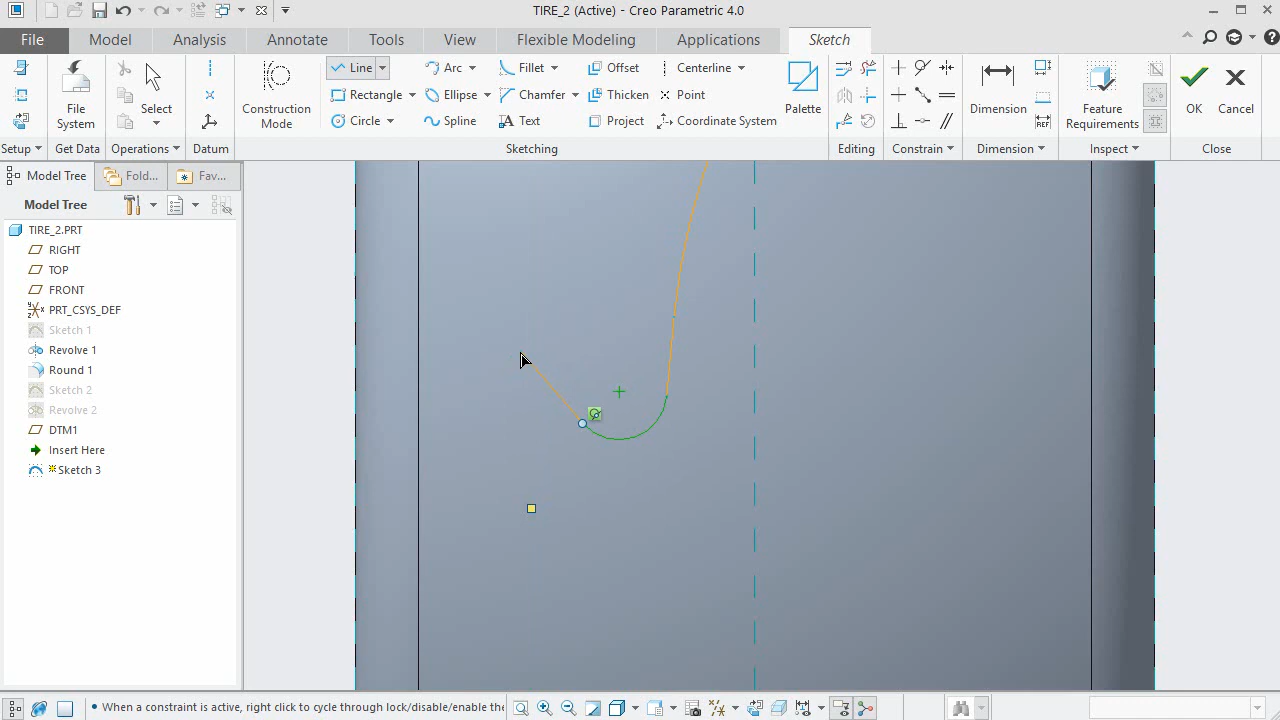 TIRE_2 (Active) - Creo Parametric 4.0
File Model Analysis Annotate Tools View Flexible Modeling Applications Sketch
Line Arc Fillet Offset Centerline
Rectangle Ellipse Chamfer Thicken Point
Circle Spline Text Project Coordinate System
File System
Select
Construction Mode
Palette
Dimension
REF
Feature Requirements
OK Cancel
Setup Get Data Operations Datum Sketching Editing Constrain Dimension Inspect Close
Model Tree Fold... Fav...
Model Tree
TIRE_2.PRT
RIGHT
TOP
FRONT
PRT_CSYS_DEF
Sketch 1
Revolve 1
Round 1
Sketch 2
Revolve 2
DTM1
Insert Here
Sketch 3
• When a constraint is active, right click to cycle through lock/disable/enable the